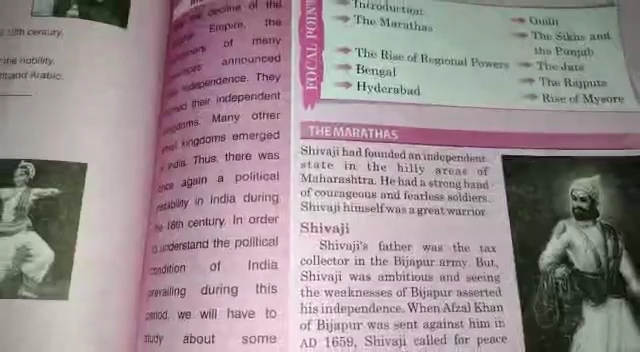 18th century,
the nobility.
and Arabic.
decline of the
Empire, the
of many
announced
independence. They
their independent
Many other
kingdoms emerged
India. Thus, there was
once again a political
in India during
18th century. In order
understand the political
condition of India
prevailing during this
period, we will have to
study about some
FOCAL POINT
Introduction
The Marathas
The Rise of Regional Powers
Bengal
Hyderabad
Oudh
The Sikhs and
the Punjab
The Jats
The Rajputs
Rise of Mysore
THE MARATHAS
Shivaji had founded an independent
state in the hilly areas of
Maharashtra. He had a strong band
of courageous and fearless soldiers.
Shivaji himself was a great warrior
Shivaji
Shivaji's father was the tax
collector in the Bijapur army. But,
Shivaji was ambitious and seeing
the weaknesses of Bijapur asserted
his independence. When Afzal Khan
of Bijapur was sent against him in
AD 1659, Shivaji called for peace